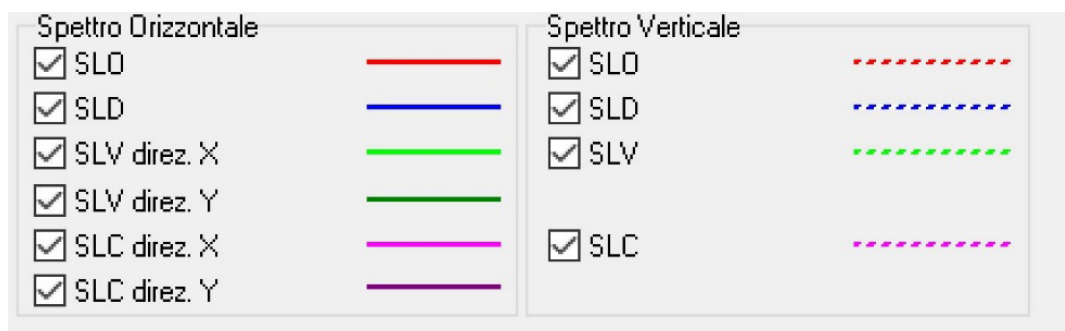 Spettro Orizzontale
SLO
SLD
SLV direz. X
SLV direz. Y
SLC direz. X
SLC direz. Y
Spettro Verticale
SLO
SLD
SLV
SLC